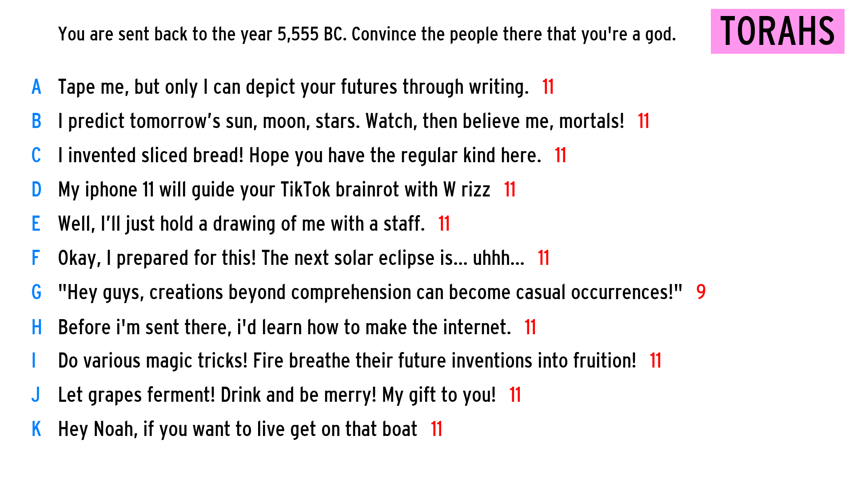 You are sent back to the year 5,555 BC. Convince the people there that you're a god.
TORAHS
A Tape me, but only I can depict your futures through writing. 11
B I predict tomorrow’s sun, moon, stars. Watch, then believe me, mortals! 11
C I invented sliced bread! Hope you have the regular kind here. 11
D My iphone 11 will guide your TikTok brainrot with W rizz 11
E Well, I’ll just hold a drawing of me with a staff. 11
F Okay, I prepared for this! The next solar eclipse is... uhhh... 11
G "Hey guys, creations beyond comprehension can become casual occurrences!" 9
H Before i'm sent there, i'd learn how to make the internet. 11
I Do various magic tricks! Fire breathe their future inventions into fruition! 11
J Let grapes ferment! Drink and be merry! My gift to you! 11
K Hey Noah, if you want to live get on that boat 11